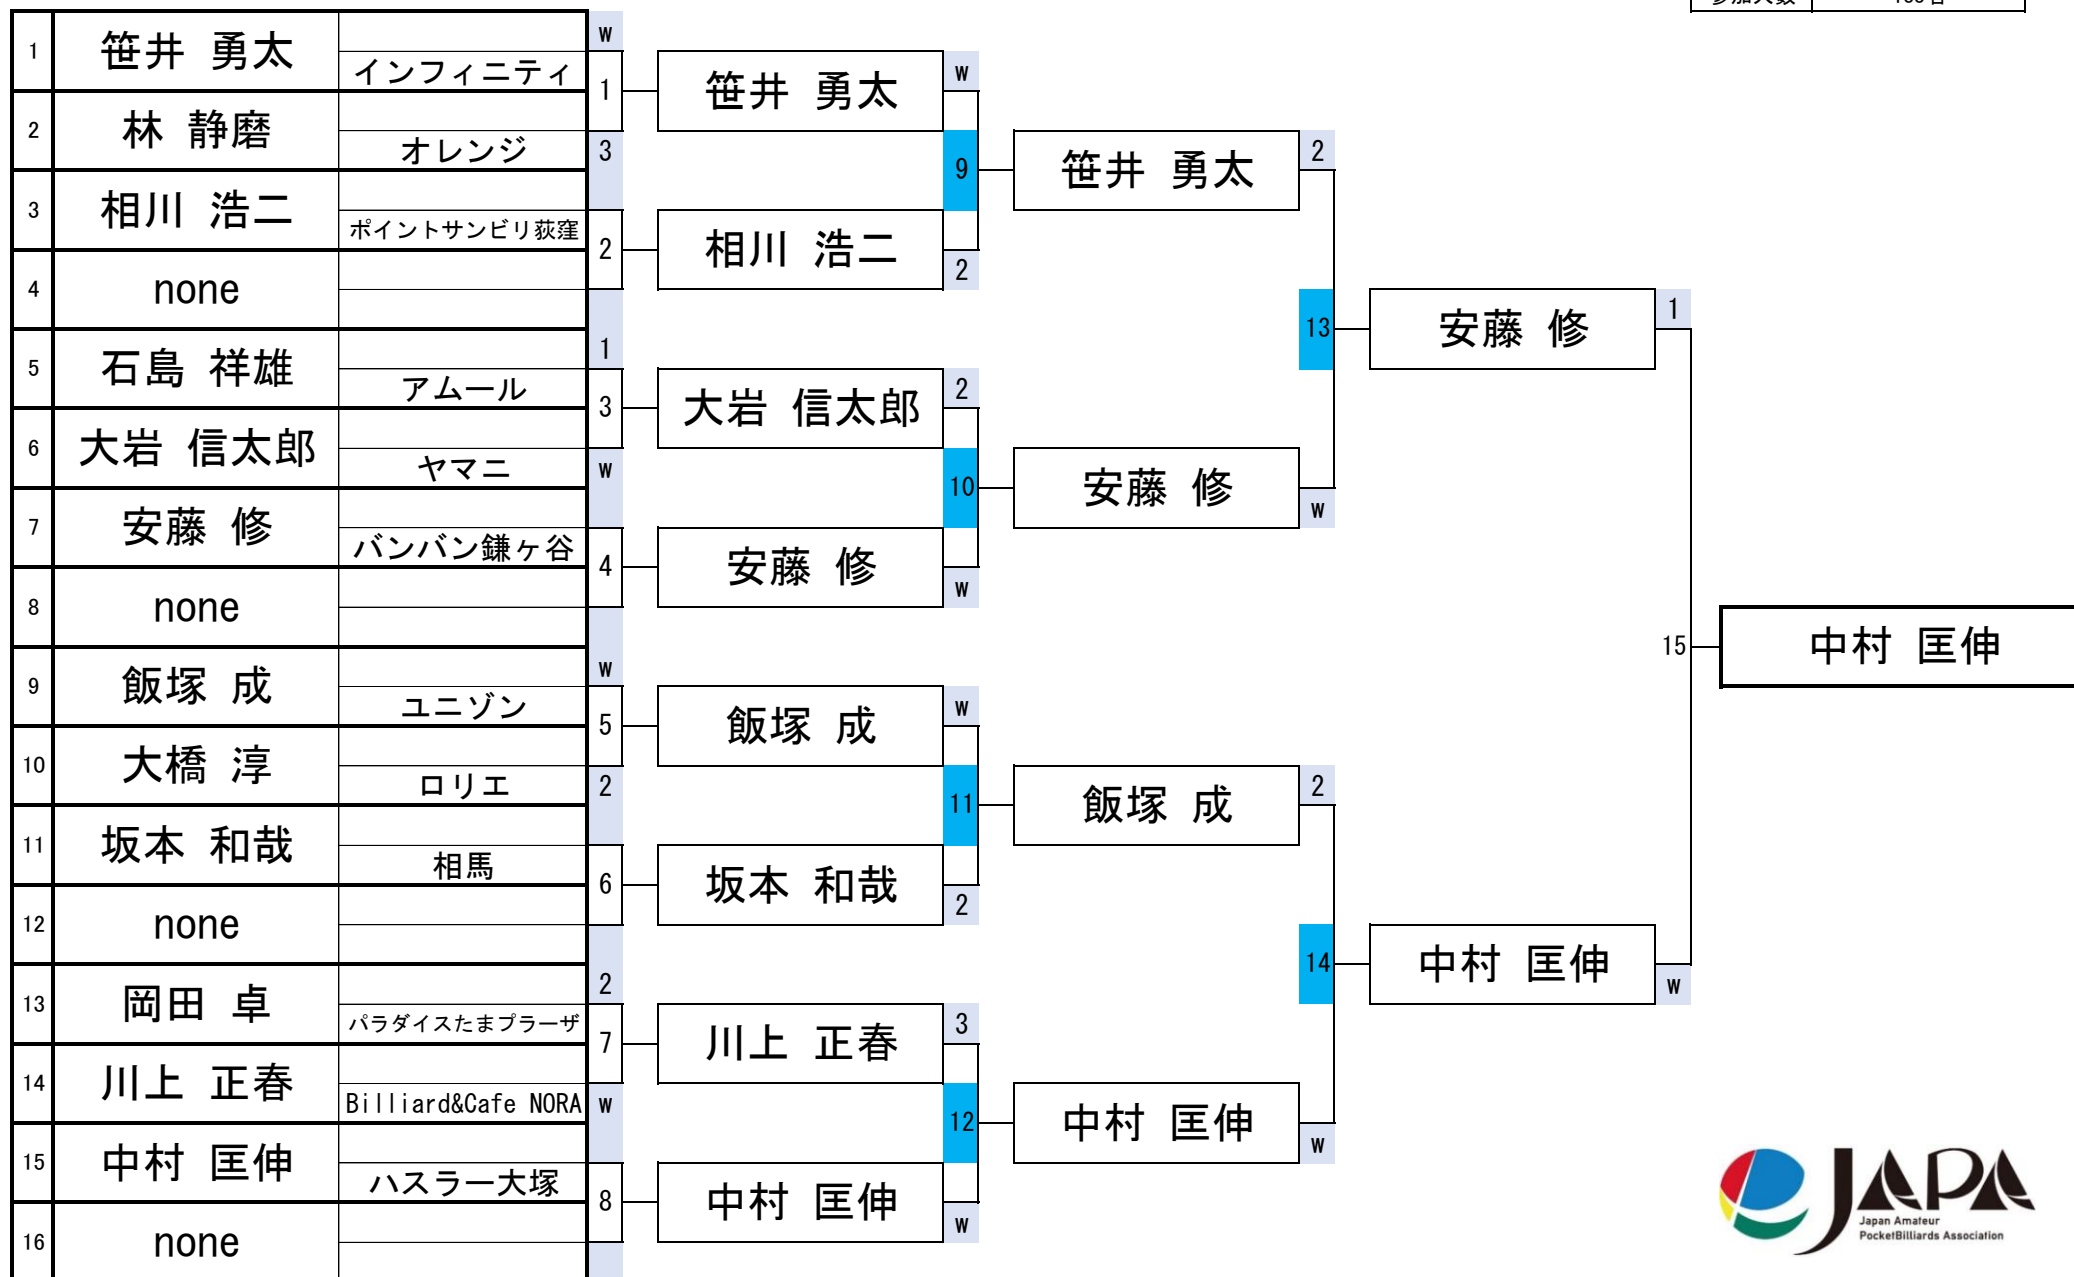 1 笹井 勇太 インフィニティ W
2 林 静磨 オレンジ 3
1
3 相川 浩二 ポイントサンビリ荻窪
4 none
2
5 石島 祥雄 アムール 1
6 大岩 信太郎 ヤマニ W
3
7 安藤 修 バンバン鎌ヶ谷
8 none
4
9 飯塚 成 ユニゾン W
10 大橋 淳 ロリエ 2
5
11 坂本 和哉 相馬
12 none
6
13 岡田 卓 パラダイスたまプラーザ 2
14 川上 正春 Billiard&Cafe NORA W
7
15 中村 匡伸 ハスラー大塚
16 none
8
笹井 勇太 W
9
相川 浩二 2
大岩 信太郎 2
10
安藤 修 W
飯塚 成 W
11
坂本 和哉 2
川上 正春 3
12
中村 匡伸 W
笹井 勇太 2
13
安藤 修 W
飯塚 成 2
14
中村 匡伸 W
安藤 修 1
15
中村 匡伸 W
中村 匡伸
JAPA
Japan Amateur
PocketBilliards Association